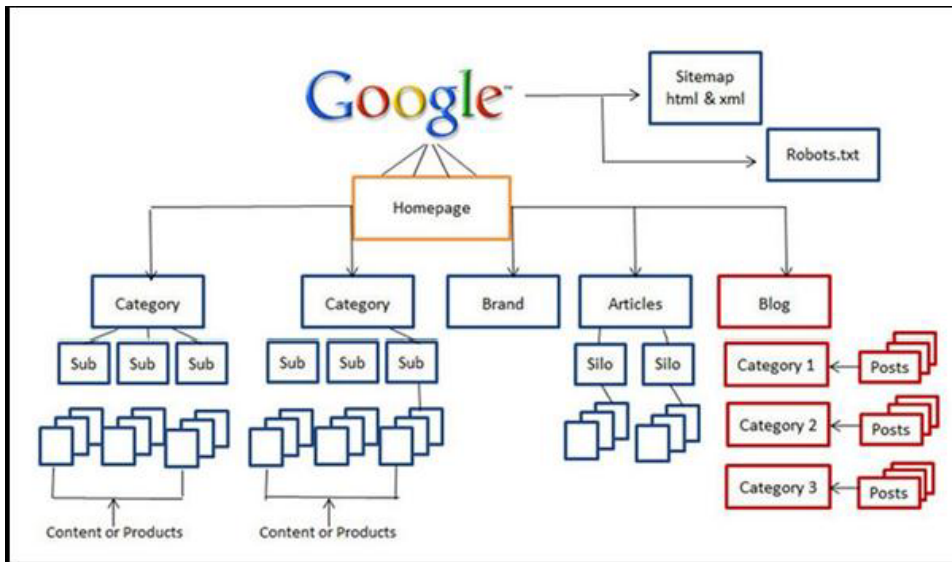 Google™
Sitemap
html & xml
Robots.txt
Homepage
Category
Category
Brand
Articles
Blog
Sub
Sub
Sub
Sub
Sub
Sub
Silo
Silo
Category 1
Posts
Category 2
Posts
Category 3
Posts
Content or Products
Content or Products